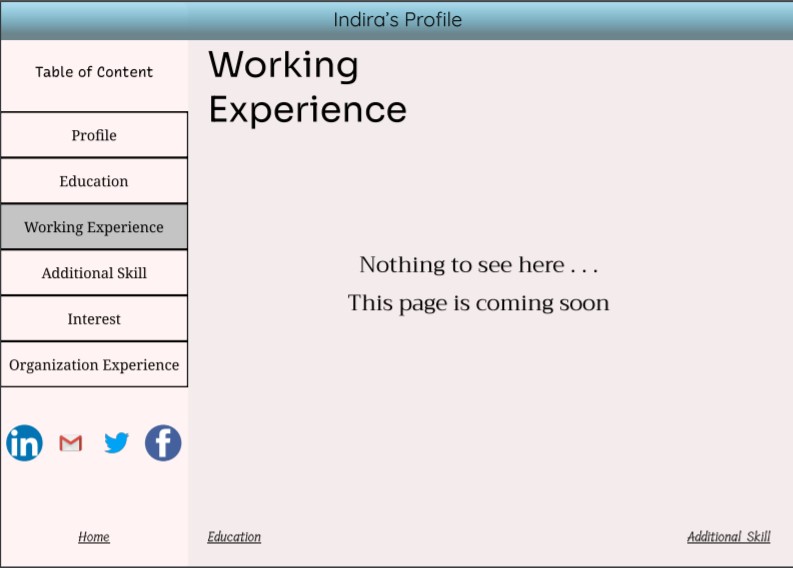 Indira's Profile
Table of Content
Profile
Education
Working Experience
Additional Skill
Interest
Organization Experience
in
f
Home
Working
Experience
Nothing to see here . . .
This page is coming soon
Education
Additional Skill